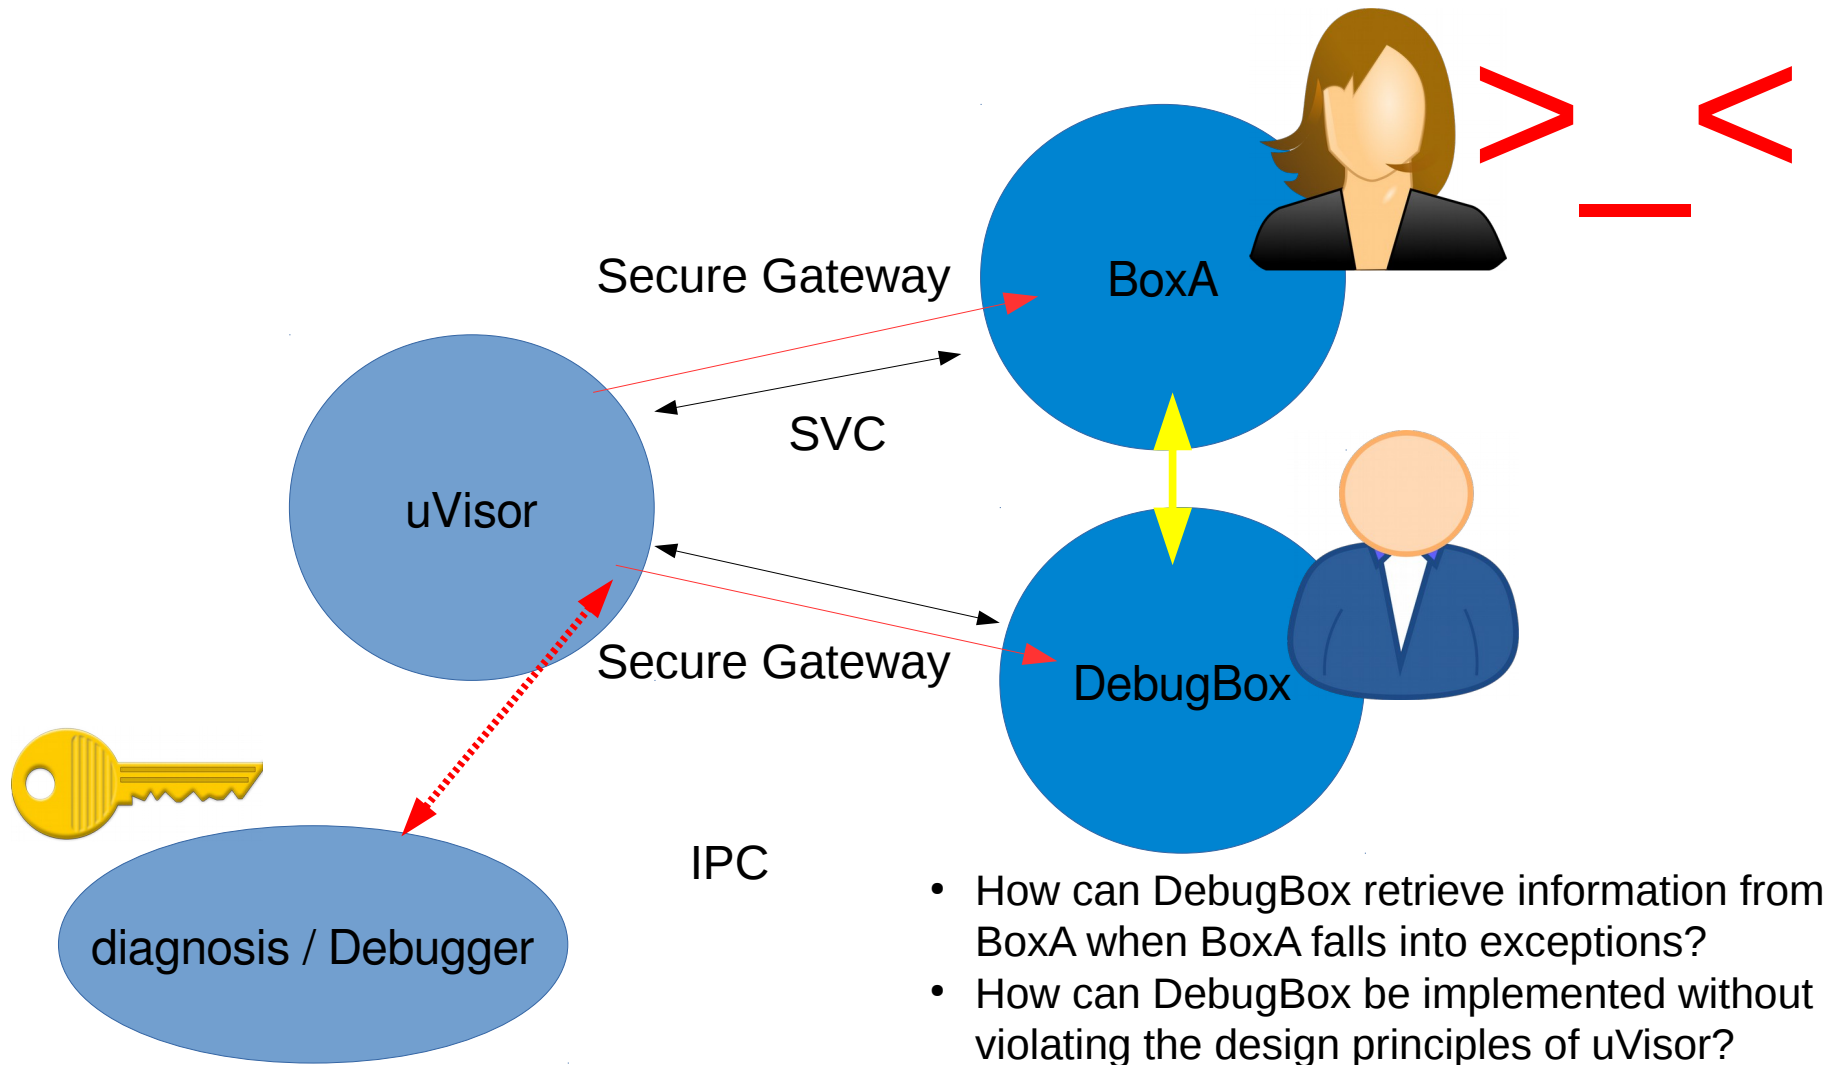 > _ <
Secure Gateway
BoxA
SVC
uVisor
Secure Gateway
DebugBox
IPC
diagnosis / Debugger
• How can DebugBox retrieve information from
BoxA when BoxA falls into exceptions?
• How can DebugBox be implemented without
violating the design principles of uVisor?